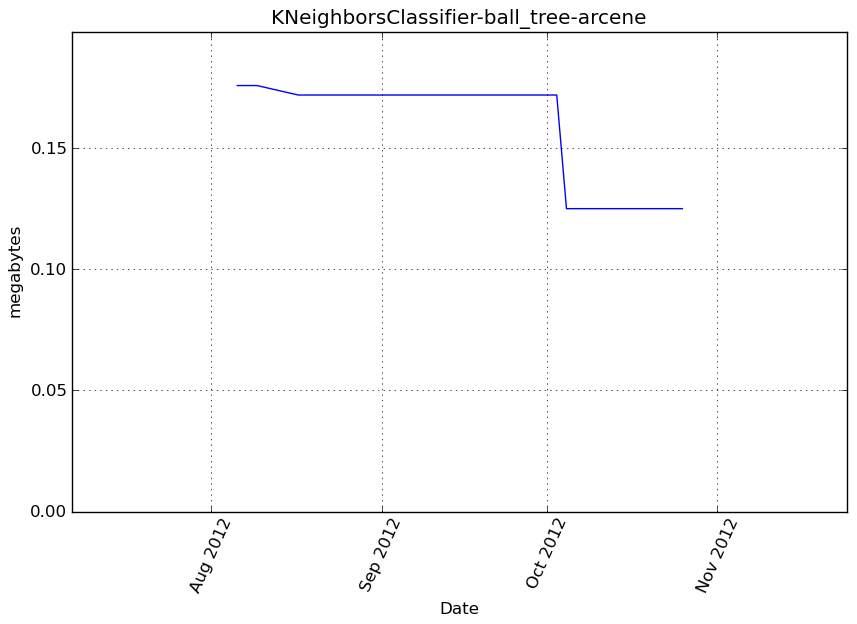 KNeighborsClassifier-ball_tree-arcene
megabytes
0.15
0.10
0.05
0.00
Aug 2012
Sep 2012
Oct 2012
Nov 2012
Date